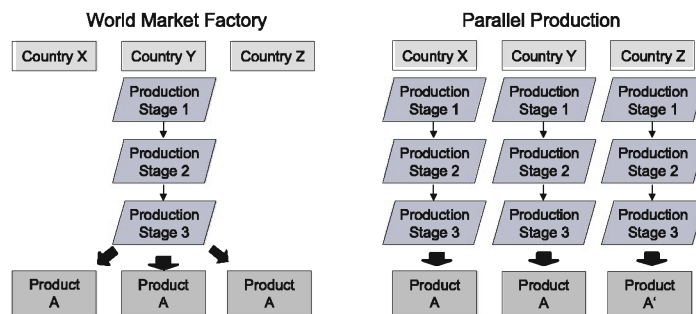 World Market Factory
Parallel Production
Country X
Country Y
Country Z
Country X
Country Y
Country Z
Production
Stage 1
Production
Stage 1
Production
Stage 1
Production
Stage 1
Production
Stage 2
Production
Stage 2
Production
Stage 2
Production
Stage 2
Production
Stage 3
Production
Stage 3
Production
Stage 3
Production
Stage 3
Product
A
Product
A
Product
A
Product
A
Product
A
Product
A‘